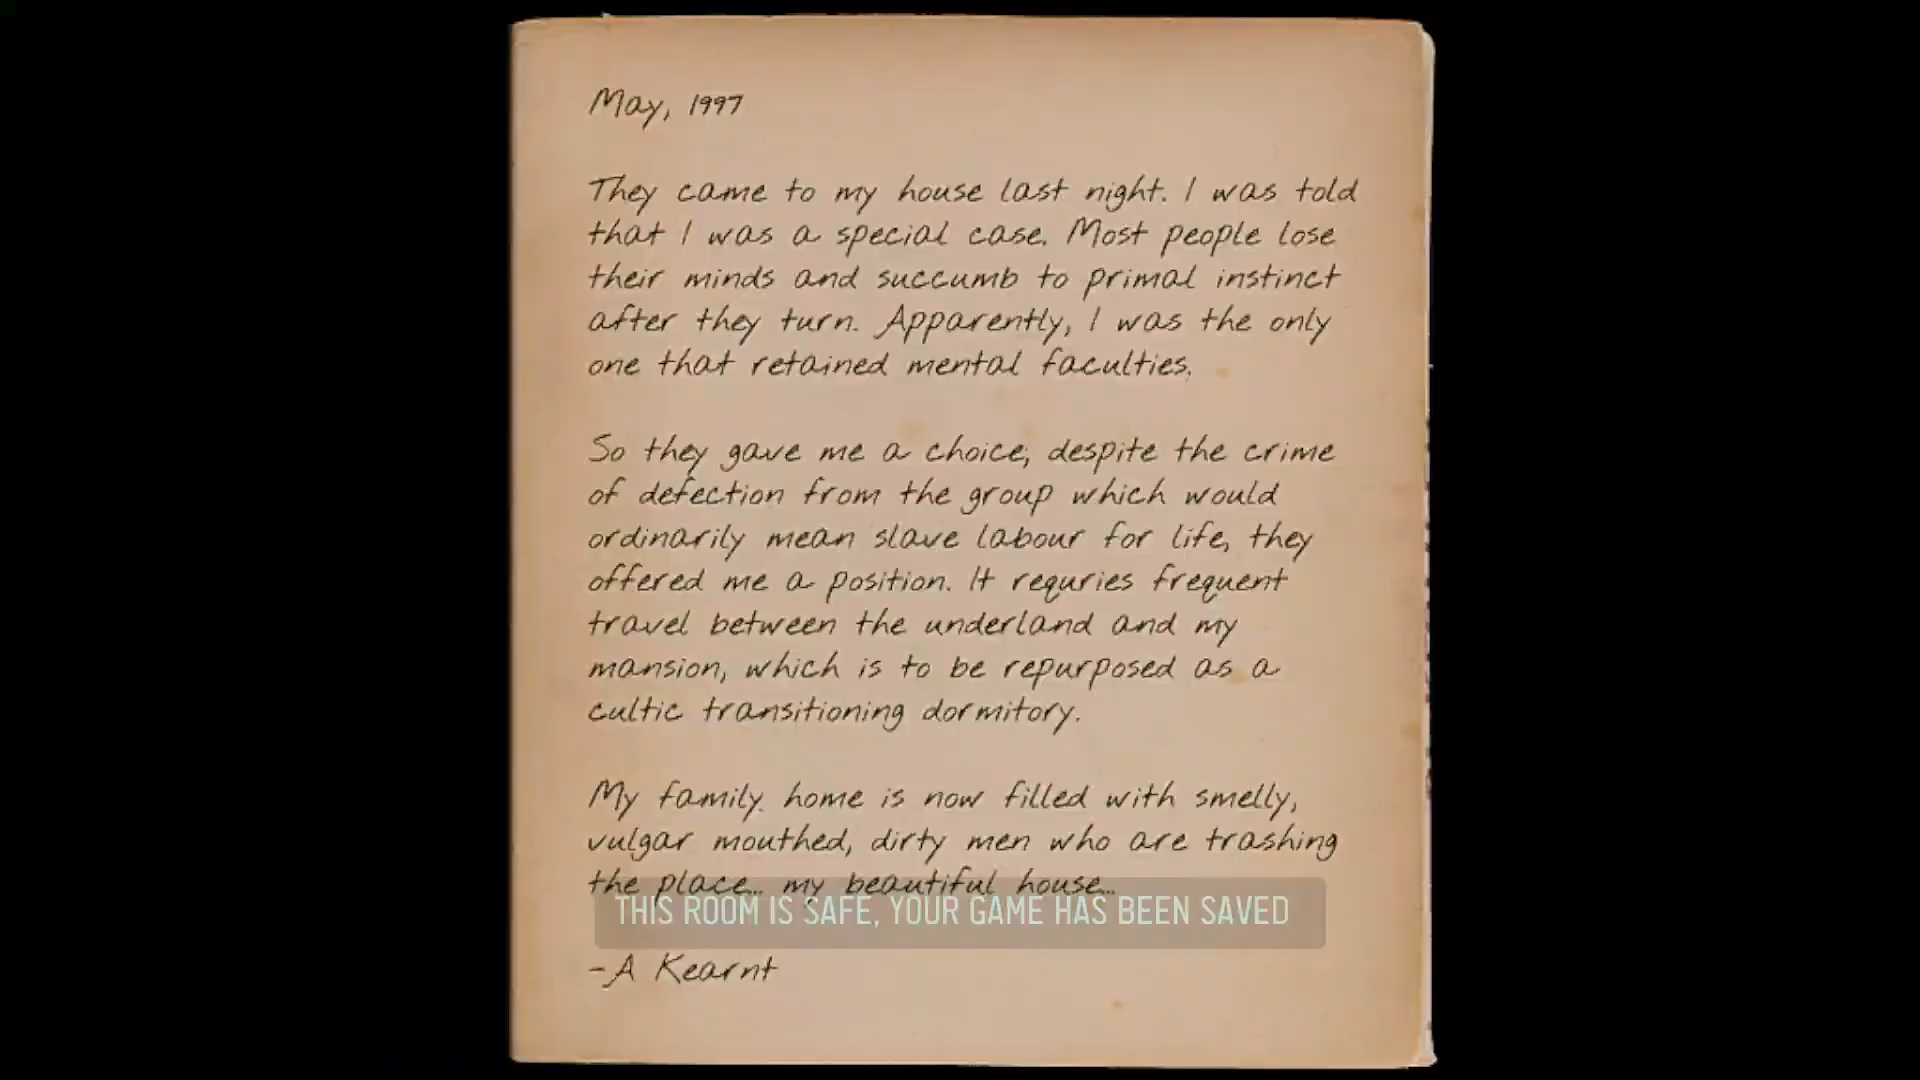 May, 1997
They came to my house last night. I was told
that I was a special case. Most people lose
their minds and succumb to primal instinct
after they turn. Apparently, I was the only
one that retained mental faculties.
So they gave me a choice, despite the crime
of defection from the group which would
ordinarily mean slave labour for life, they
offered me a position. It requries frequent
travel between the underland and my
mansion, which is to be repurposed as a
cultic transitioning dormitory.
My family home is now filled with smelly,
vulgar mouthed, dirty men who are trashing
the place... my beautiful house...
THIS ROOM IS SAFE, YOUR GAME HAS BEEN SAVED
-A Kearnt